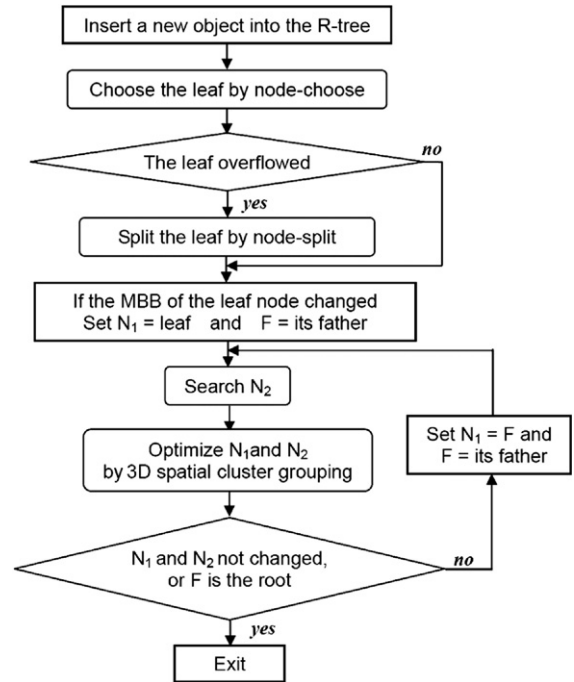 Insert a new object into the R-tree
Choose the leaf by node-choose
The leaf overflowed
no
yes
Split the leaf by node-split
If the MBB of the leaf node changed
Set N₁ = leaf and F = its father
Search N₂
Optimize N₁and N₂
by 3D spatial cluster grouping
Set N₁ = F and
F = its father
N₁ and N₂ not changed,
or F is the root
no
yes
Exit